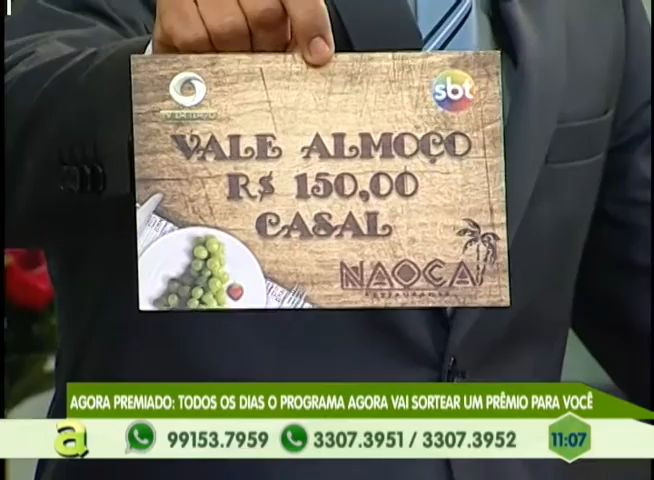 sbt
VALE ALMOÇO
R$ 150,00
CASAL
NAOCA
RESTAURANTE
AGORA PREMIADO: TODOS OS DIAS O PROGRAMA AGORA VAI SORTEAR UM PRÊMIO PARA VOCÊ
a 99153.7959 3307.3951 / 3307.3952 11:07